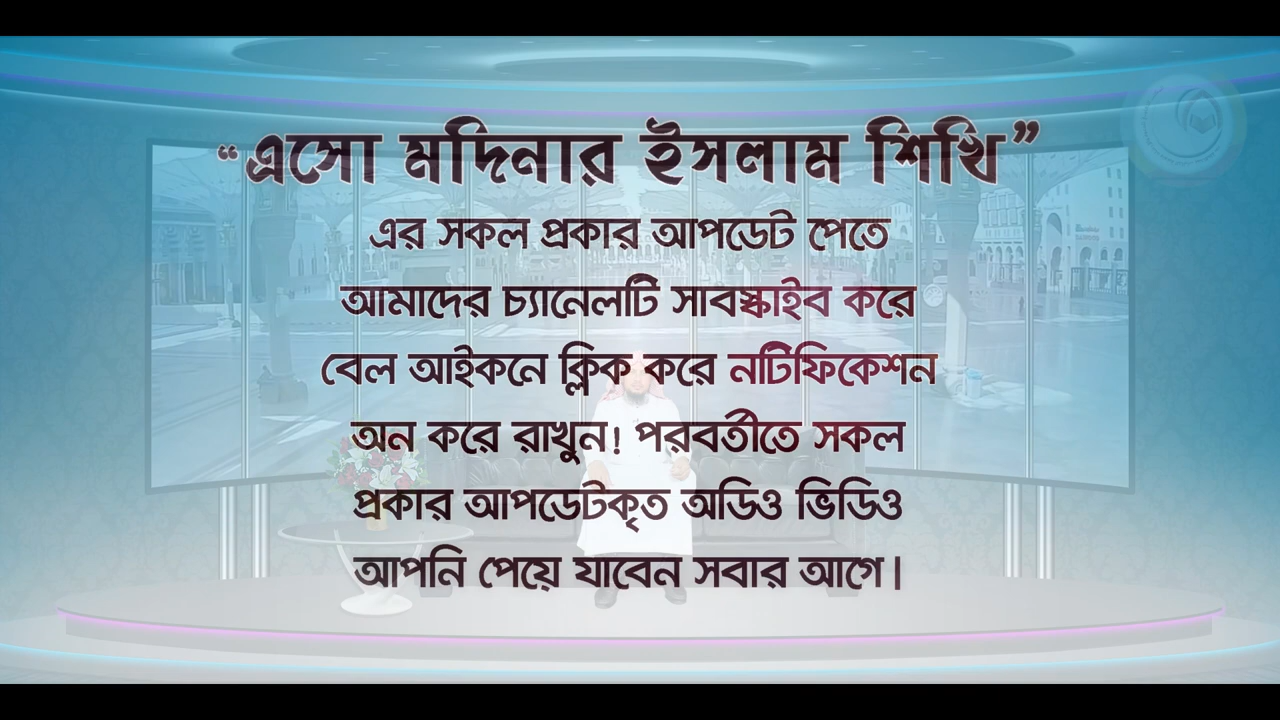 “এসো মদিনার ইসলাম শিখি”
এর সকল প্রকার আপডেট পেতে
আমাদের চ্যানেলটি সাবস্ক্রাইব করে
বেল আইকনে ক্লিক করে নটিফিকেশন
অন করে রাখুন! পরবর্তীতে সকল
প্রকার আপডেটকৃত অডিও ভিডিও
আপনি পেয়ে যাবেন সবার আগে।